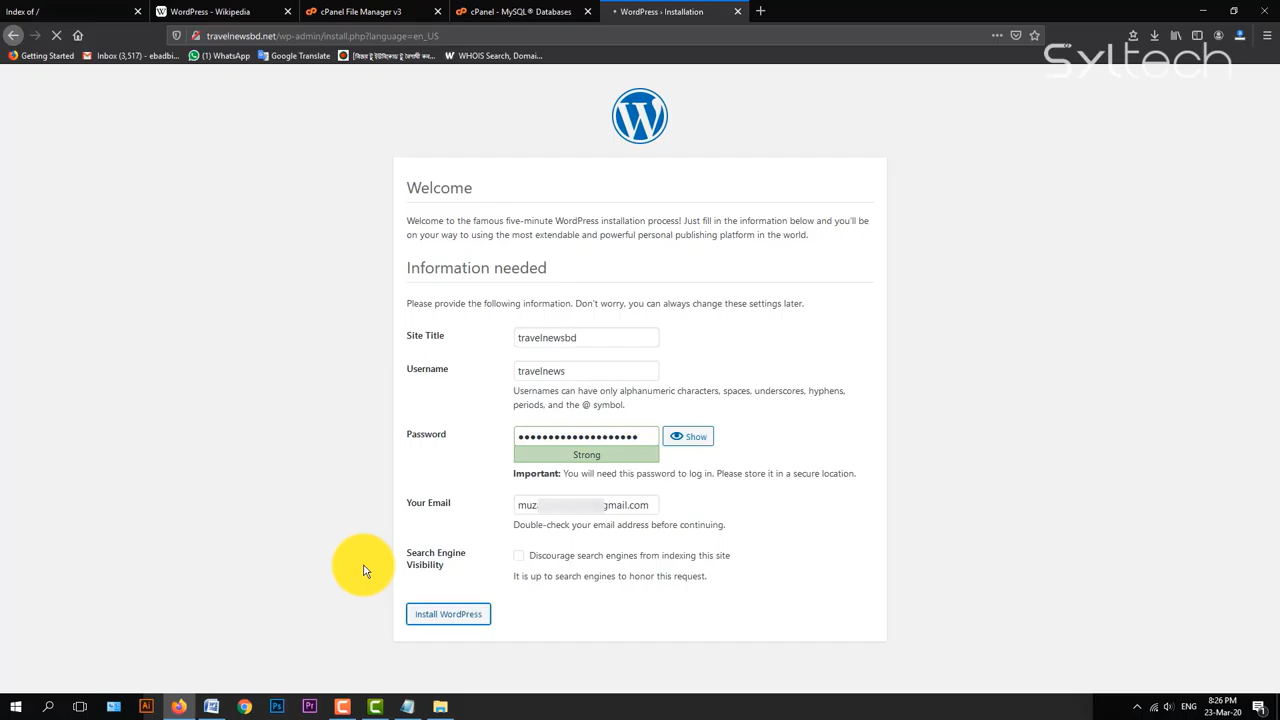 Index of /
WordPress - Wikipedia
cPanel File Manager v3
cPanel - MySQL® Databases
WordPress › Installation
travelnewsbd.net/wp-admin/install.php?language=en_US
Getting Started
Inbox (3,517) - ebadbi...
(1) WhatsApp
Google Translate
WHOIS Search, Domai...
Syltech
Welcome
Welcome to the famous five-minute WordPress installation process! Just fill in the information below and you'll be
on your way to using the most extendable and powerful personal publishing platform in the world.
Information needed
Please provide the following information. Don't worry, you can always change these settings later.
Site Title
travelnewsbd
Username
travelnews
Usernames can have only alphanumeric characters, spaces, underscores, hyphens,
periods, and the @ symbol.
Password
Show
Strong
Important: You will need this password to log in. Please store it in a secure location.
Your Email
muz gmail.com
Double-check your email address before continuing.
Search Engine
Visibility
Discourage search engines from indexing this site
It is up to search engines to honor this request.
Install WordPress
8:26 PM
ENG
23-Mar-20